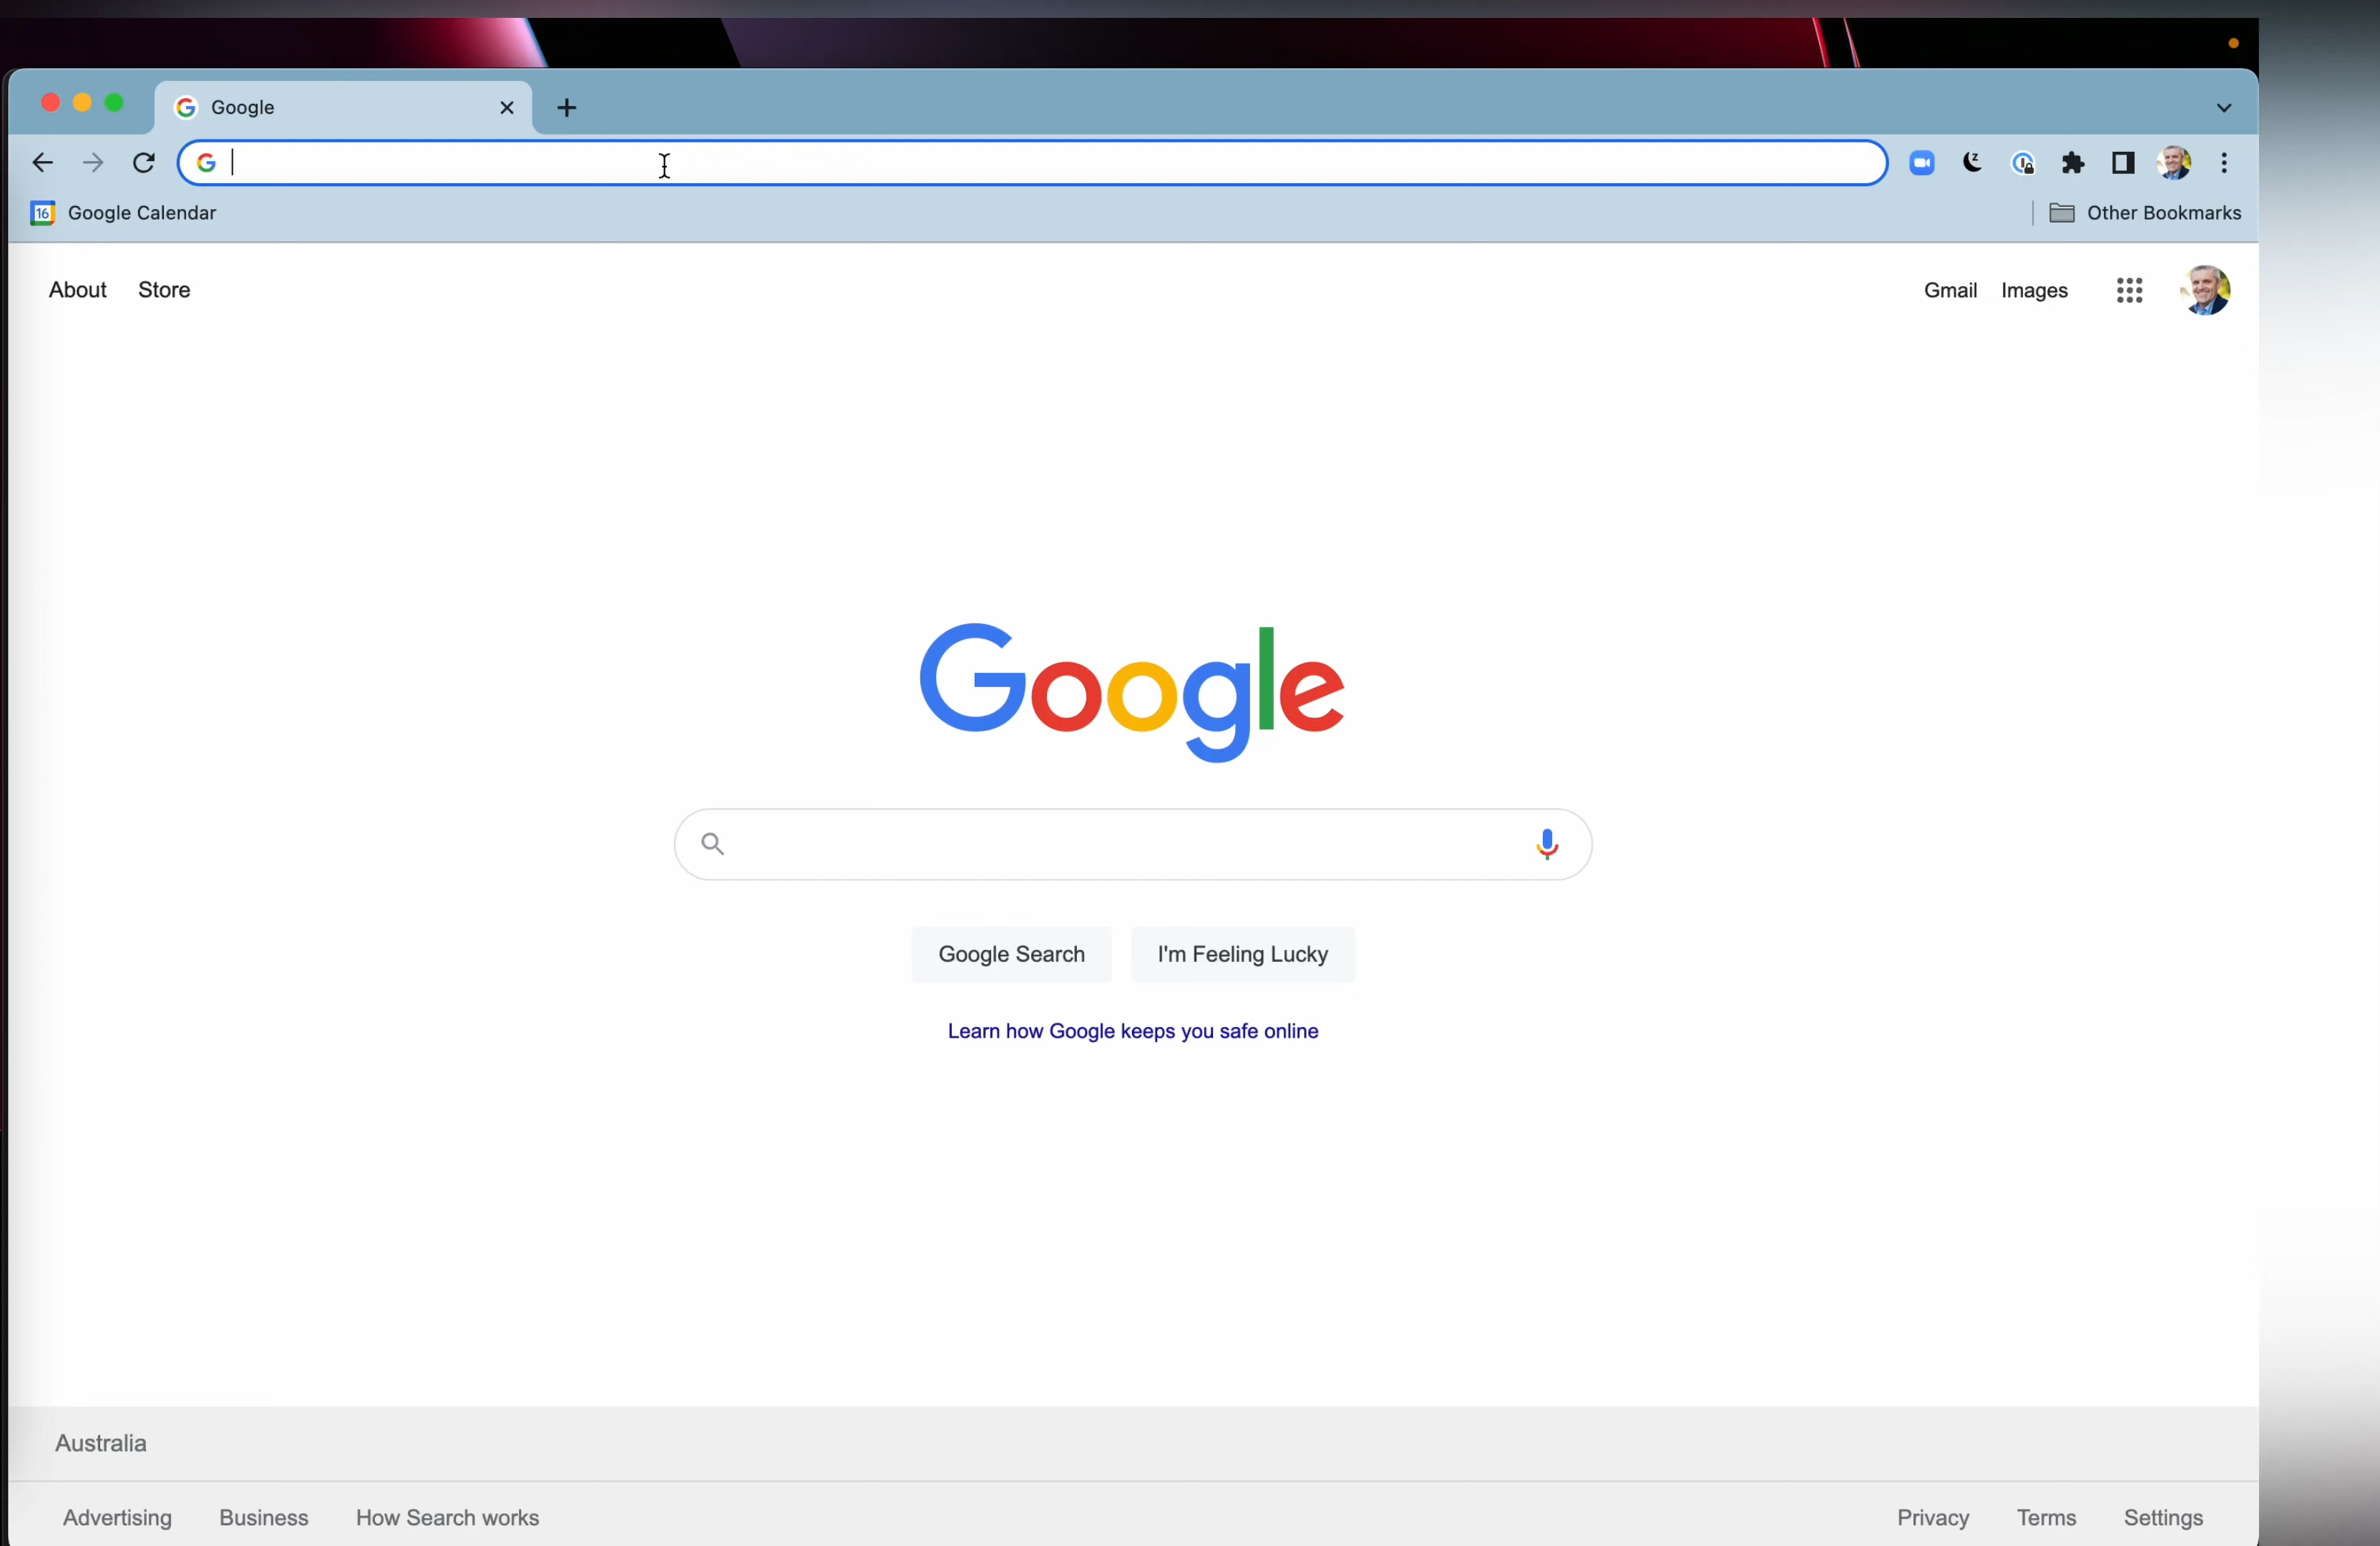 Google
Google Calendar
Other Bookmarks
About Store
Gmail Images
Google
Google Search I'm Feeling Lucky
Learn how Google keeps you safe online
Australia
Advertising Business How Search works
Privacy Terms Settings